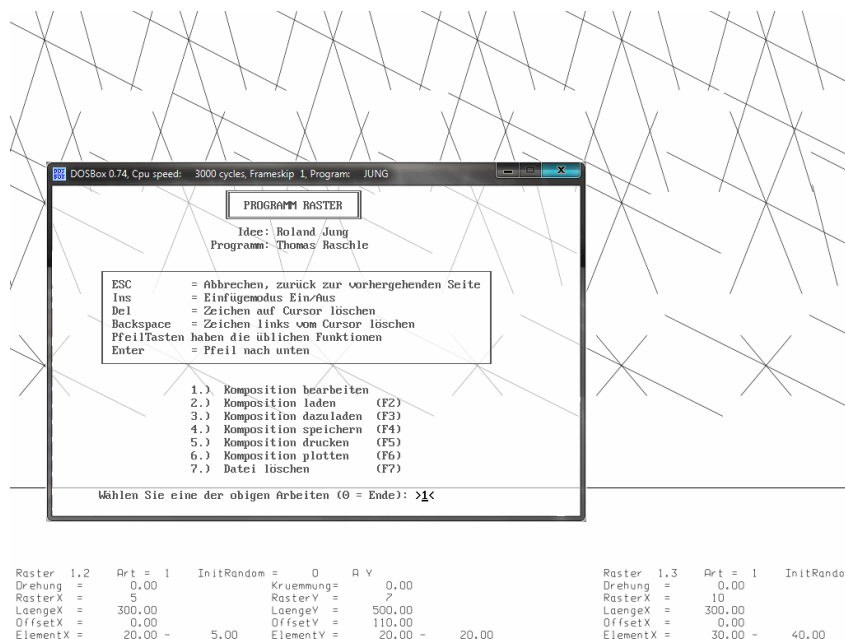 DOSBox 0.74, Cpu speed: 3000 cycles, Frameskip 1, Program: JUNG
PROGRAMM RASTER
Idee: Roland Jung
Programm: Thomas Raschle
ESC = Abbrechen, zurück zur vorhergehenden Seite
Ins = Einfügemodus Ein/Aus
Del = Zeichen auf Cursor löschen
Backspace = Zeichen links vom Cursor löschen
PfeilTasten haben die üblichen Funktionen
Enter = Pfeil nach unten
1.) Komposition bearbeiten
2.) Komposition laden (F2)
3.) Komposition dazuladen (F3)
4.) Komposition speichern (F4)
5.) Komposition drucken (F5)
6.) Komposition plotten (F6)
7.) Datei löschen (F7)
Wählen Sie eine der obigen Arbeiten (0 = Ende): >1<
Raster 1.2 Art = 1 InitRandom = 0 A Y
Drehung = 0.00 Kruemmung= 0.00
RasterX = 5 RasterY = 7
LaengeX = 300.00 LaengeY = 500.00
OffsetX = 0.00 OffsetY = 110.00
ElementX = 20.00 - 5.00 ElementY = 20.00 - 20.00
Raster 1.3 Art = 1 InitRando
Drehung = 0.00
RasterX = 10
LaengeX = 300.00
OffsetX = 0.00
ElementX = 30.00 - 40.00